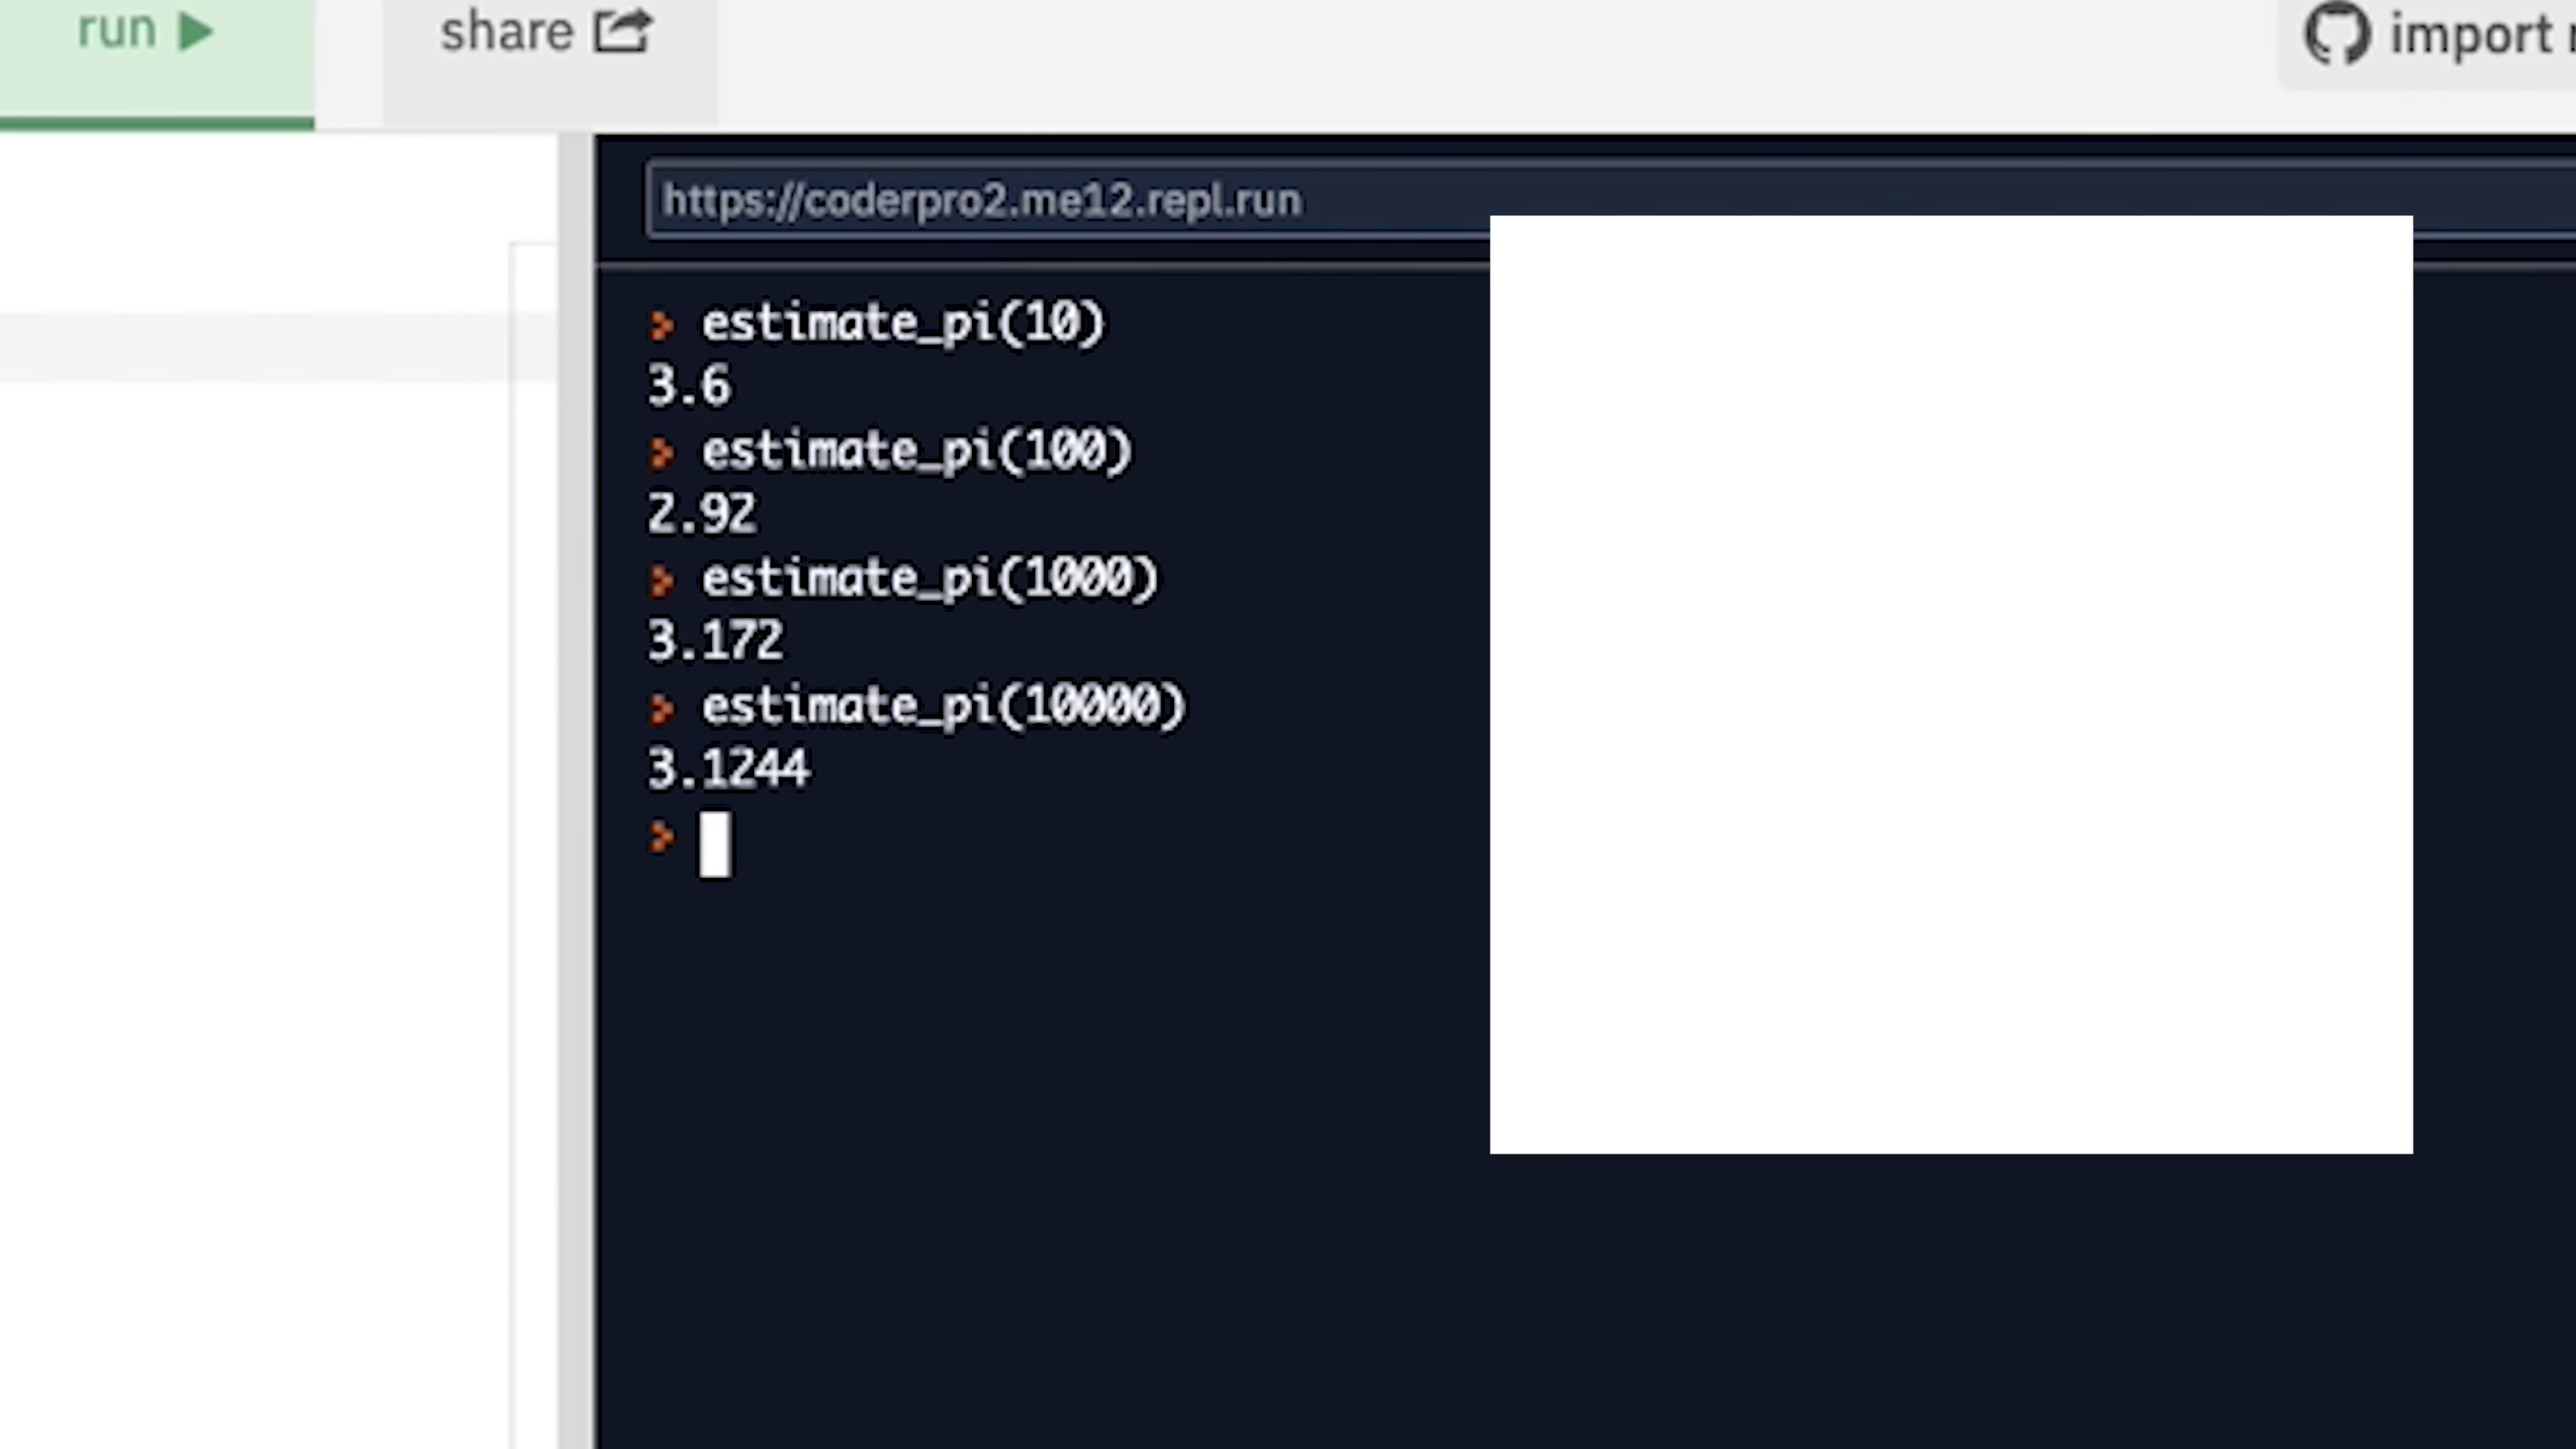 run
share
import
https://coderpro2.me12.repl.run
> estimate_pi(10)
3.6
> estimate_pi(100)
2.92
> estimate_pi(1000)
3.172
> estimate_pi(10000)
3.1244
>